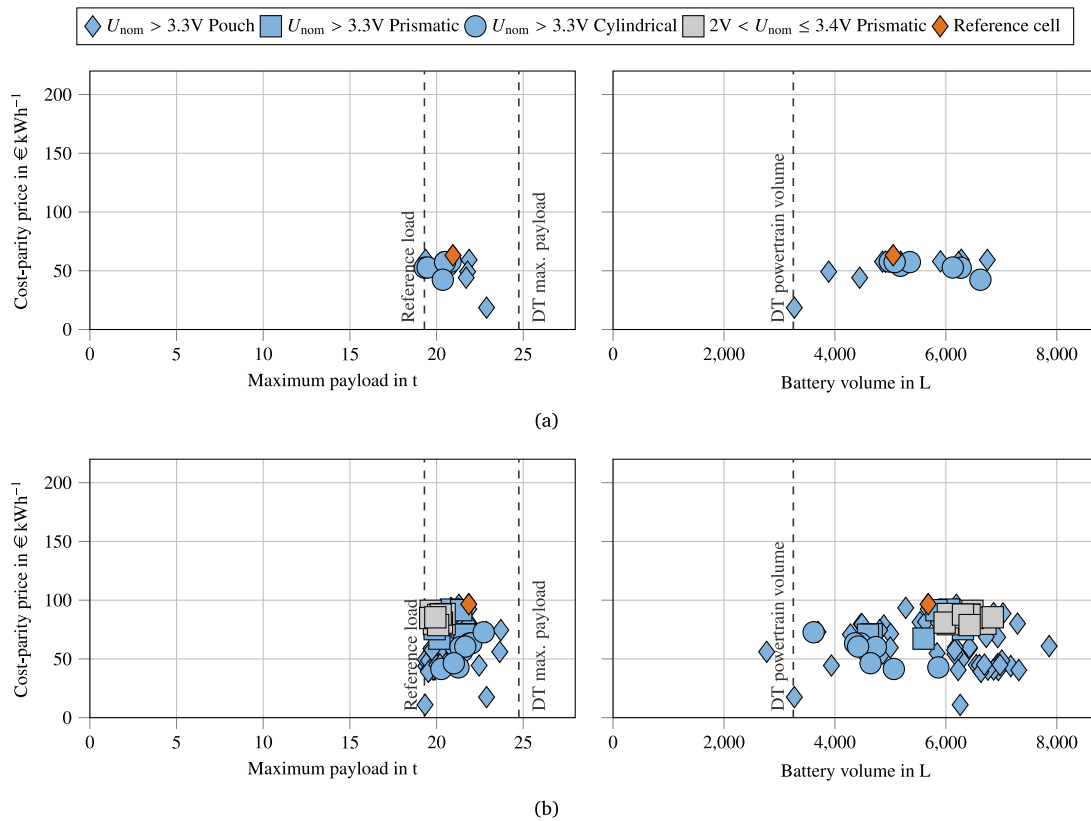 U_nom > 3.3V Pouch U_nom > 3.3V Prismatic U_nom > 3.3V Cylindrical 2V < U_nom ≤ 3.4V Prismatic Reference cell
Cost-parity price in €kWh⁻¹
200
150
100
50
0
Reference load
DT max. payload
0 5 10 15 20 25
Maximum payload in t
DT powertrain volume
0 2,000 4,000 6,000 8,000
Battery volume in L
(a)
Cost-parity price in €kWh⁻¹
200
150
100
50
0
Reference load
DT max. payload
0 5 10 15 20 25
Maximum payload in t
DT powertrain volume
0 2,000 4,000 6,000 8,000
Battery volume in L
(b)